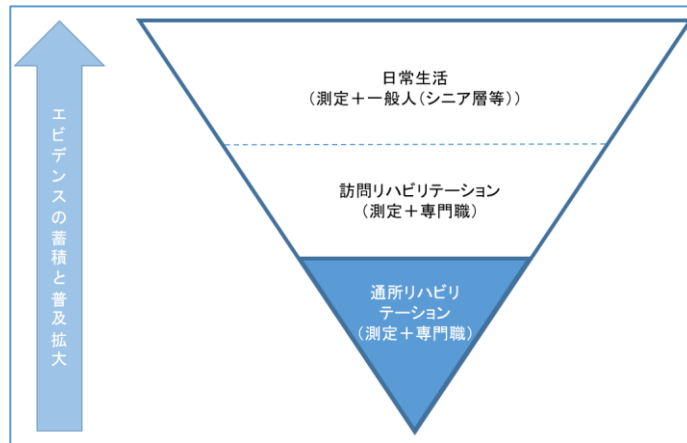 エビデンスの蓄積と普及拡大
日常生活
(測定＋一般人(シニア層等))
訪問リハビリテーション
(測定＋専門職)
通所リハビリ
テーション
(測定＋専門職)